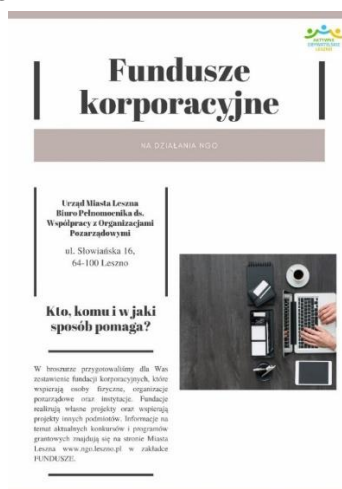 AKTYWNE
OBYWATELSKIE
LESZNO
Fundusze
korporacyjne
NA DZIAŁANIA NGO
Urząd Miasta Leszna
Biuro Pełnomocnika ds.
Współpracy z Organizacjami
Pozarządowymi
ul. Słowiańska 16,
64-100 Leszno
Kto, komu i w jaki
sposób pomaga?
W broszurze przygotowaliśmy dla Was
zestawienie fundacji korporacyjnych, które
wspierają osoby fizyczne, organizacje
pozarządowe oraz instytucje. Fundacje
realizują własne projekty oraz wspierają
projekty innych podmiotów. Informacje na
temat aktualnych konkursów i programów
grantowych znajdują się na stronie Miasta
Leszna www.ngo.leszno.pl w zakładce
FUNDUSZE.